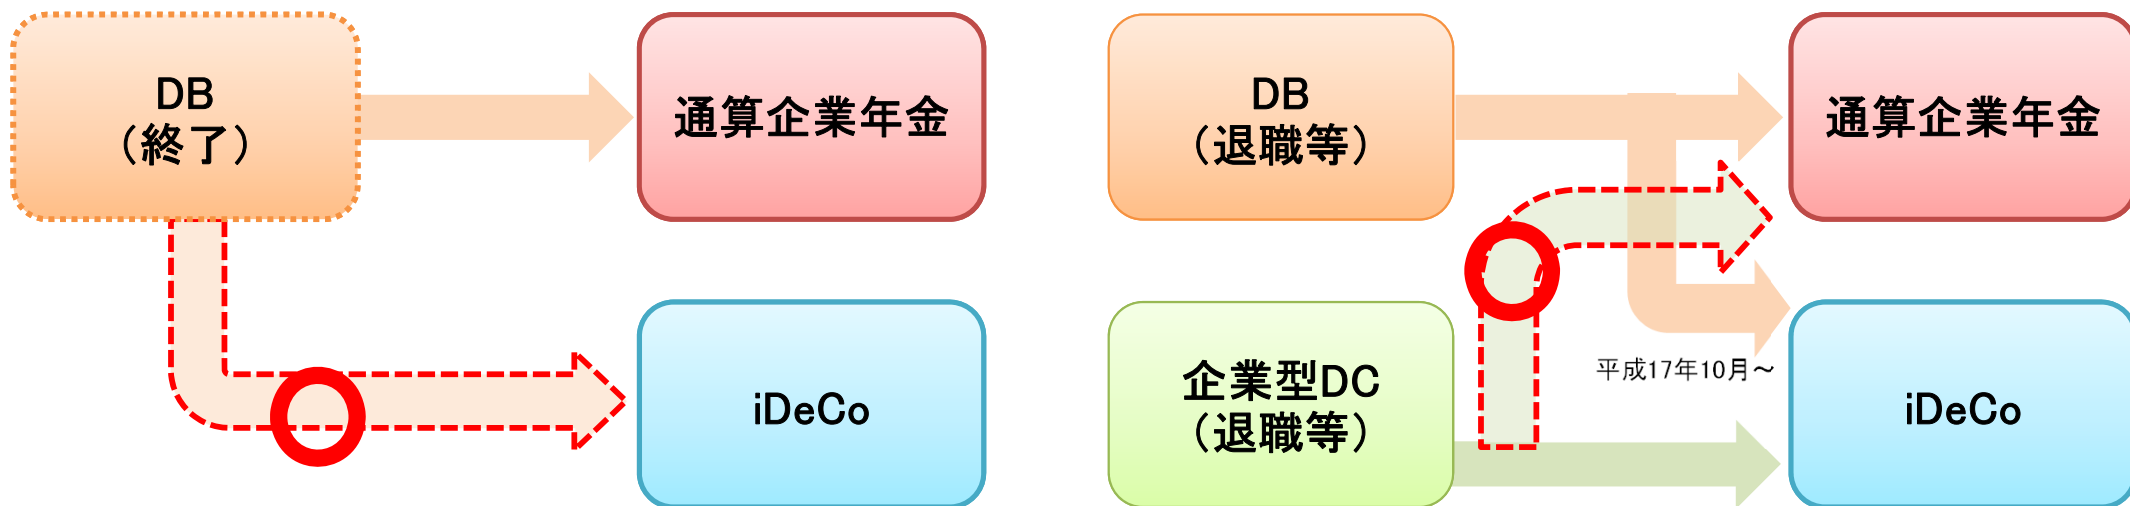 DB
(終了)
通算企業年金
iDeCo
DB
(退職等)
通算企業年金
企業型DC
(退職等)
平成17年10月～
iDeCo